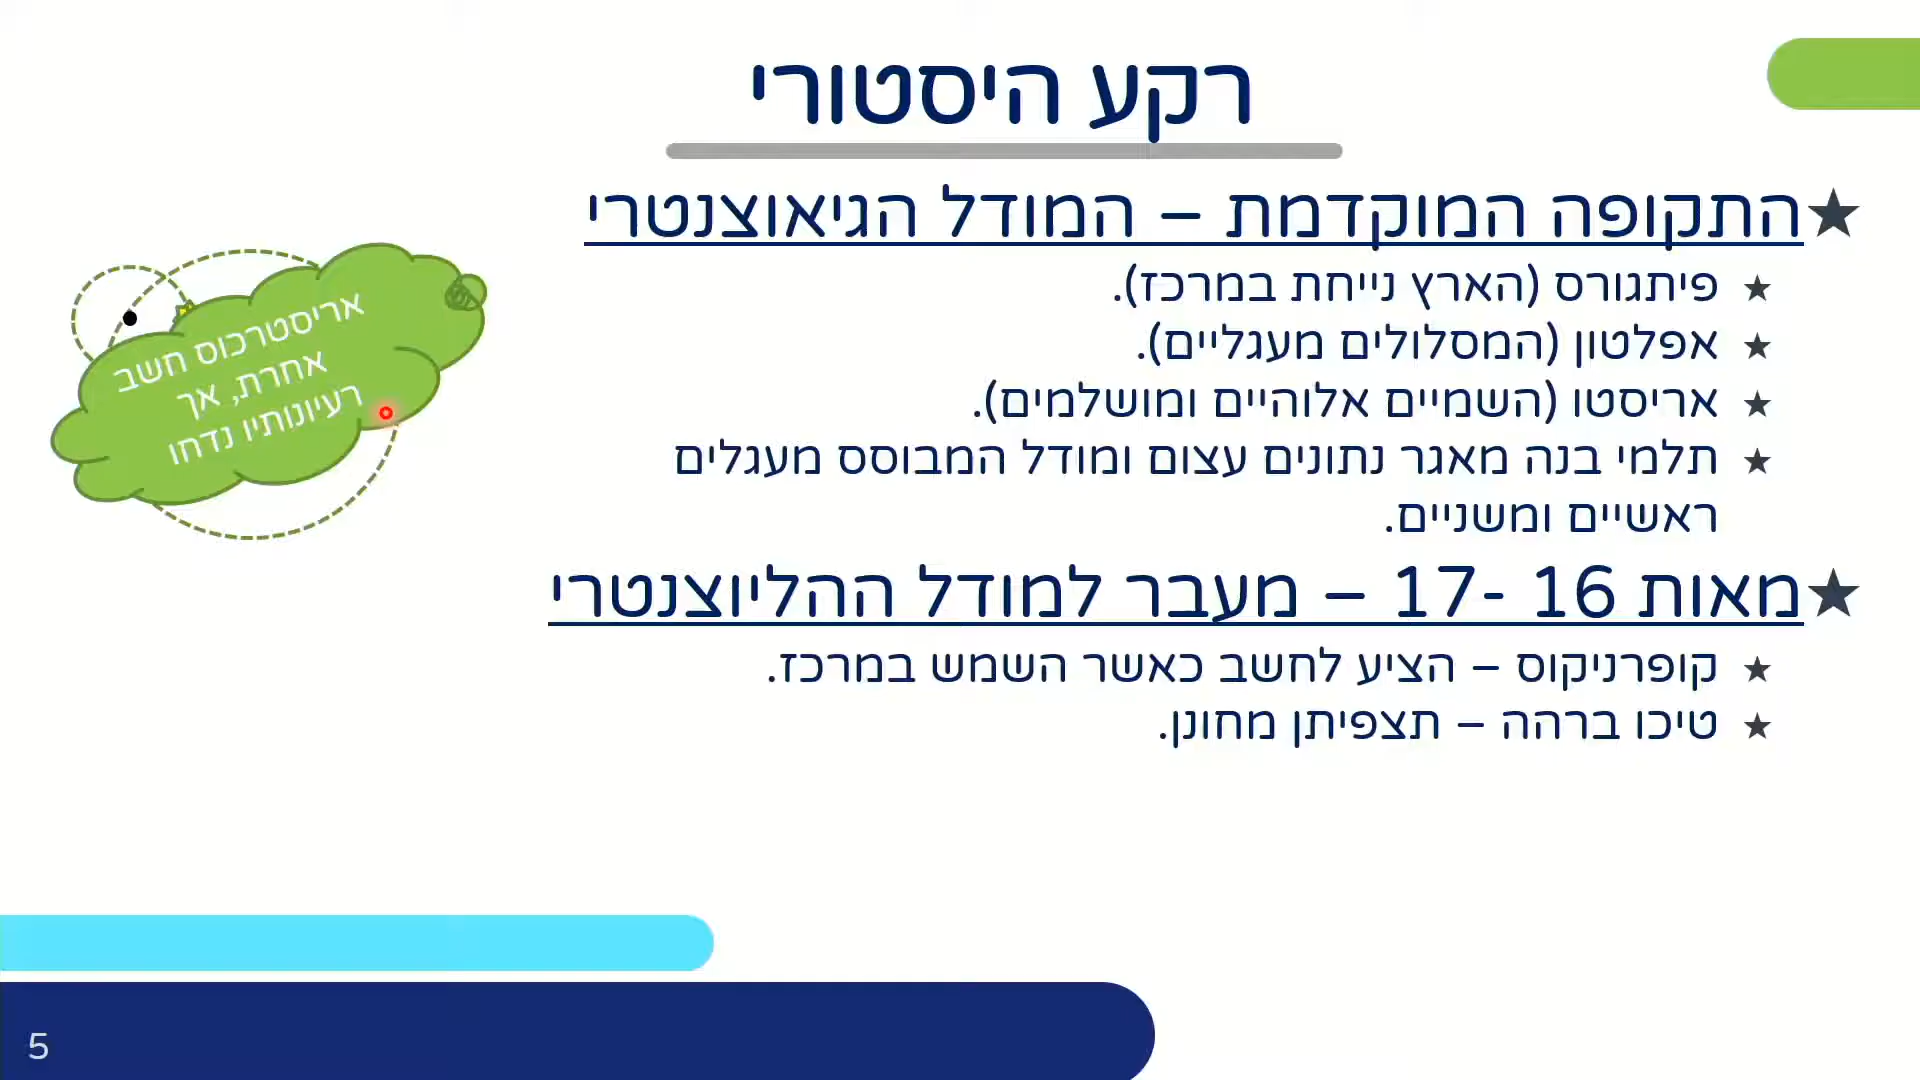 רקע היסטורי
התקופה המוקדמת – המודל הגיאוצנטרי
פיתגורס (הארץ נייחת במרכז).
אפלטון (המסלולים מעגליים).
אריסטו (השמיים אלוהיים ומושלמים).
תלמי בנה מאגר נתונים עצום ומודל המבוסס מעגלים
ראשיים ומשניים.
מאות 16 -17 – מעבר למודל ההליוצנטרי
קופרניקוס – הציע לחשב כאשר השמש במרכז.
טיכו ברהה – תצפיתן מחונן.
אריסטרכוס חשב
אחרת, אך
רעיונותיו נדחו
5